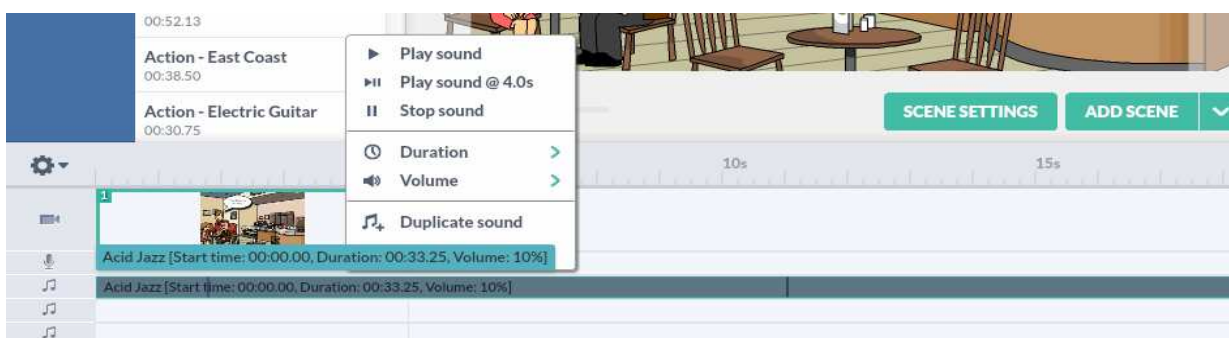 00:52.13
Action - East Coast
00:38.50
Action - Electric Guitar
00:30.75
Play sound
Play sound @ 4.0s
Stop sound
Duration
Volume
Duplicate sound
SCENE SETTINGS
ADD SCENE
10s
15s
1
Acid Jazz [Start time: 00:00.00, Duration: 00:33.25, Volume: 10%]
Acid Jazz [Start time: 00:00.00, Duration: 00:33.25, Volume: 10%]